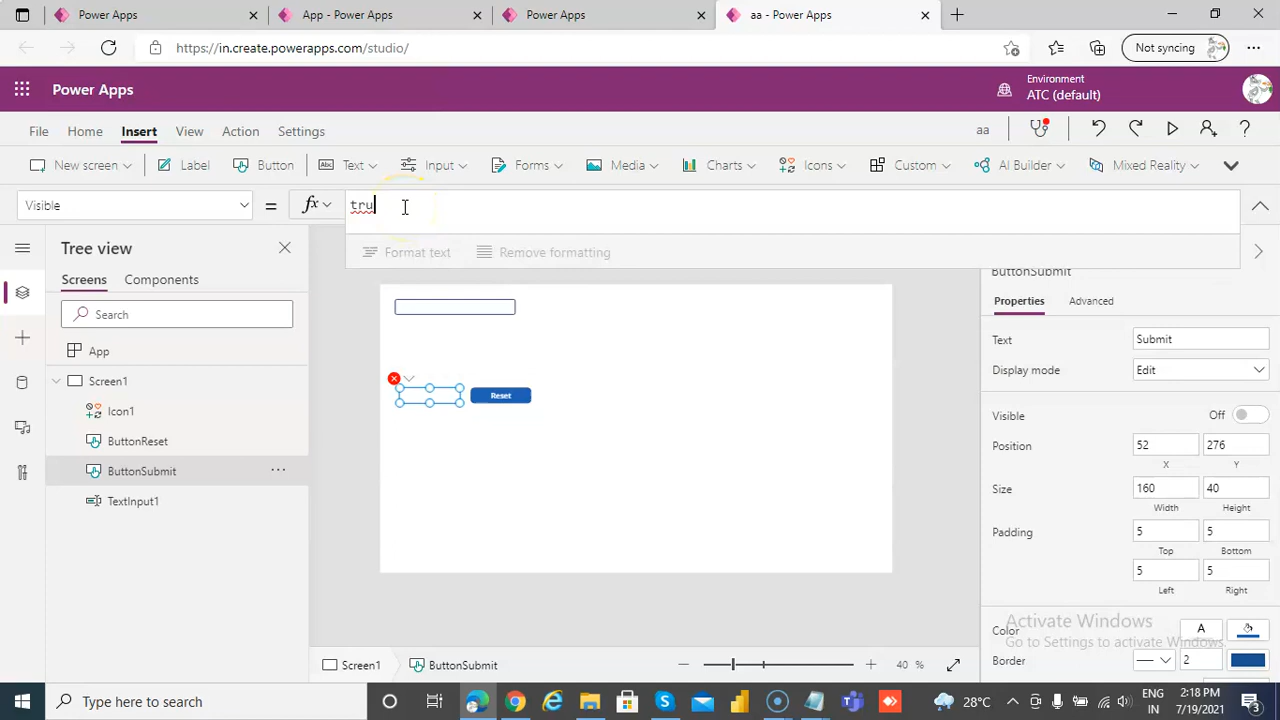 Power Apps
App - Power Apps
Power Apps
aa - Power Apps
https://in.create.powerapps.com/studio/
Not syncing
Power Apps
Environment
ATC (default)
File Home Insert View Action Settings
aa
New screen Label Button Text Input Forms Media Charts Icons Custom AI Builder Mixed Reality
Abc
Visible
= fx
tru
Format text Remove formatting
Tree view
Screens Components
Search
App
Screen1
Icon1
ButtonReset
ButtonSubmit
TextInput1
Reset
ButtonSubmit
Properties Advanced
Text Submit
Display mode Edit
Visible Off
Position 52 276
X Y
Size 160 40
Width Height
Padding 5 5
Top Bottom
5 5
Left Right
Activate Windows
Go to Settings to activate Windows.
Color A
Border 2
Screen1 ButtonSubmit
40 %
Type here to search
28°C
ENG
IN
2:18 PM
7/19/2021
3